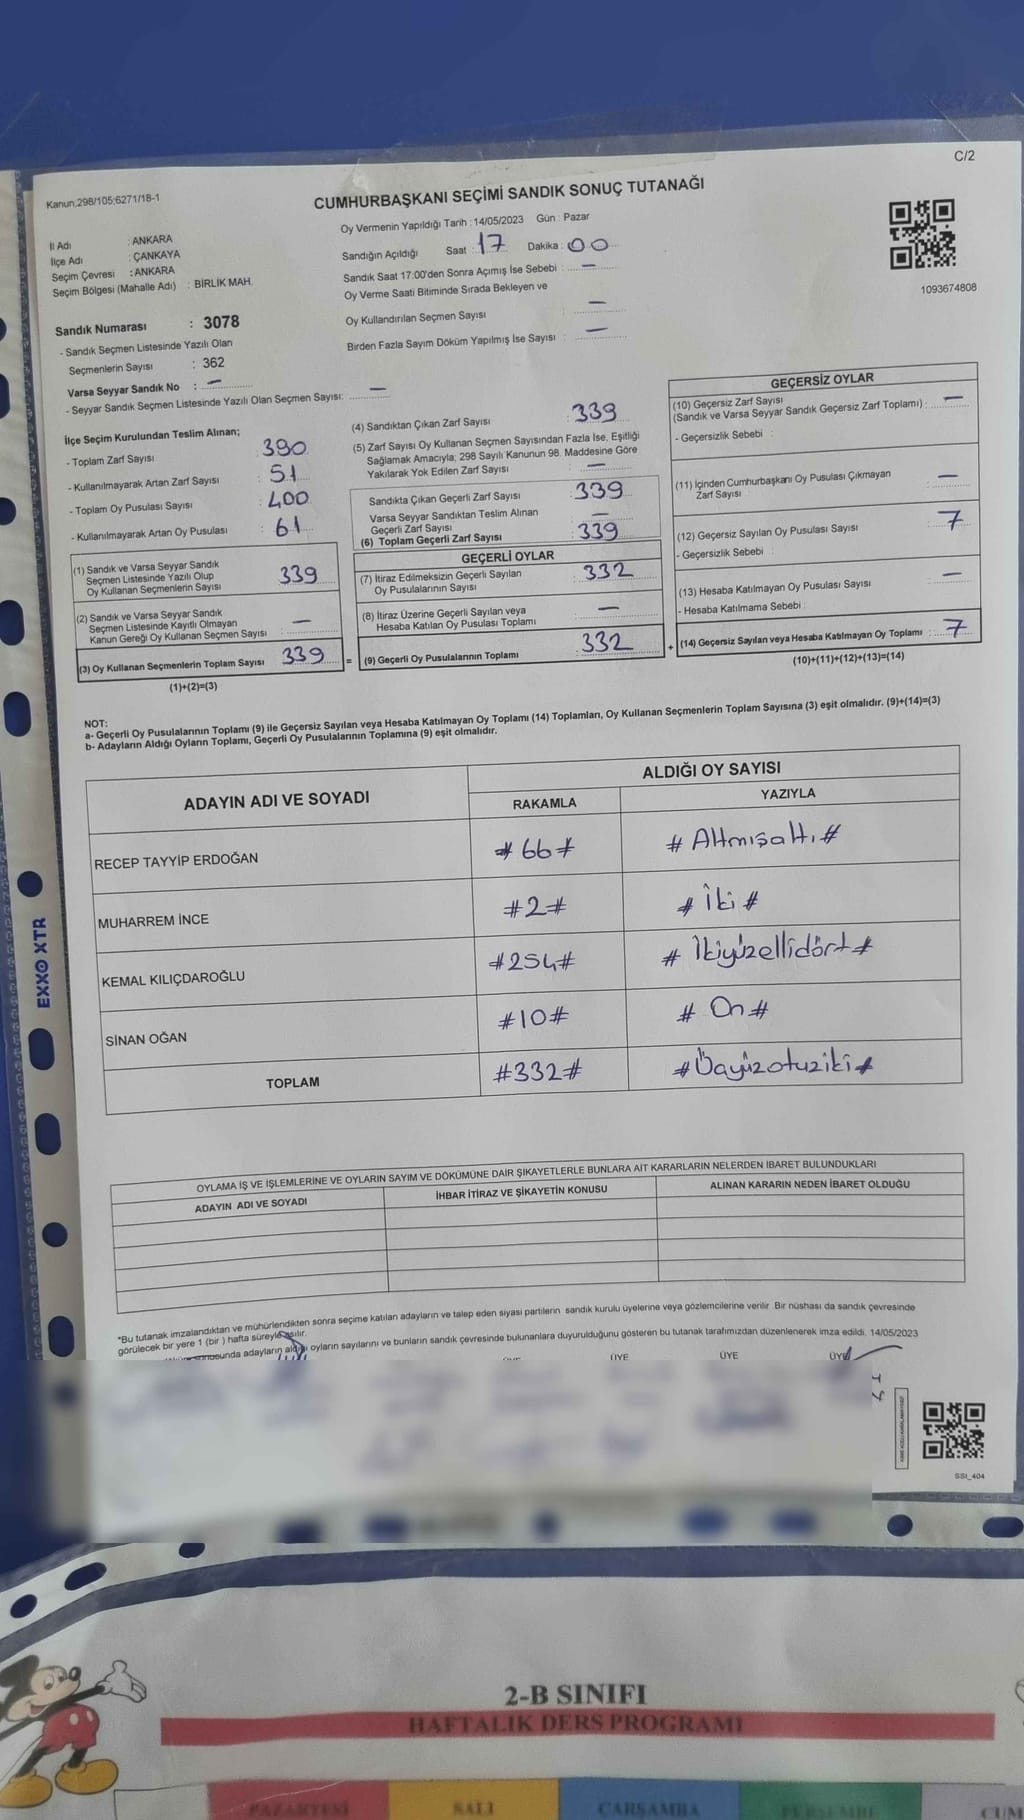 C/2
Kanun,298/105;6271/18-1
CUMHURBAŞKANI SEÇİMİ SANDIK SONUÇ TUTANAĞI
Oy Vermenin Yapıldığı Tarih : 14/05/2023 Gün : Pazar
İl Adı : ANKARA
İlçe Adı : ÇANKAYA
Seçim Çevresi : ANKARA
Seçim Bölgesi (Mahalle Adı) : BİRLİK MAH.
Sandığın Açıldığı Saat : 17 Dakika : 00
Sandık Saat 17:00'den Sonra Açımış İse Sebebi : —
Oy Verme Saati Bitiminde Sırada Bekleyen ve
Oy Kullandırılan Seçmen Sayısı : —
Birden Fazla Sayım Döküm Yapılmış İse Sayısı : —
1093674808
Sandık Numarası : 3078
- Sandık Seçmen Listesinde Yazılı Olan
Seçmenlerin Sayısı : 362
Varsa Seyyar Sandık No : —
- Seyyar Sandık Seçmen Listesinde Yazılı Olan Seçmen Sayısı: —
İlçe Seçim Kurulundan Teslim Alınan;
- Toplam Zarf Sayısı : 390
- Kullanılmayarak Artan Zarf Sayısı : 51
- Toplam Oy Pusulası Sayısı : 400
- Kullanılmayarak Artan Oy Pusulası : 61
(1) Sandık ve Varsa Seyyar Sandık
Seçmen Listesinde Yazılı Olup
Oy Kullanan Seçmenlerin Sayısı : 339
(2) Sandık ve Varsa Seyyar Sandık
Seçmen Listesinde Kayıtlı Olmayan
Kanun Gereği Oy Kullanan Seçmen Sayısı : —
(3) Oy Kullanan Seçmenlerin Toplam Sayısı 339
(1)+(2)=(3)
(4) Sandıktan Çıkan Zarf Sayısı : 339
(5) Zarf Sayısı Oy Kullanan Seçmen Sayısından Fazla İse, Eşitliği
Sağlamak Amacıyla; 298 Sayılı Kanunun 98. Maddesine Göre
Yakılarak Yok Edilen Zarf Sayısı : —
Sandıkta Çıkan Geçerli Zarf Sayısı : 339
Varsa Seyyar Sandıktan Teslim Alınan
Geçerli Zarf Sayısı : —
(6) Toplam Geçerli Zarf Sayısı : 339
GEÇERLİ OYLAR
(7) İtiraz Edilmeksizin Geçerli Sayılan
Oy Pusulalarının Sayısı : 332
(8) İtiraz Üzerine Geçerli Sayılan veya
Hesaba Katılan Oy Pusulası Toplamı : —
= (9) Geçerli Oy Pusulalarının Toplamı : 332
GEÇERSİZ OYLAR
(10) Geçersiz Zarf Sayısı
(Sandık ve Varsa Seyyar Sandık Geçersiz Zarf Toplamı) : —
- Geçersizlik Sebebi :
(11) İçinden Cumhurbaşkanı Oy Pusulası Çıkmayan
Zarf Sayısı : —
(12) Geçersiz Sayılan Oy Pusulası Sayısı : 7
- Geçersizlik Sebebi :
(13) Hesaba Katılmayan Oy Pusulası Sayısı : —
- Hesaba Katılmama Sebebi :
+ (14) Geçersiz Sayılan veya Hesaba Katılmayan Oy Toplamı : 7
(10)+(11)+(12)+(13)=(14)
NOT:
a- Geçerli Oy Pusulalarının Toplamı (9) ile Geçersiz Sayılan veya Hesaba Katılmayan Oy Toplamı (14) Toplamları, Oy Kullanan Seçmenlerin Toplam Sayısına (3) eşit olmalıdır. (9)+(14)=(3)
b- Adayların Aldığı Oyların Toplamı, Geçerli Oy Pusulalarının Toplamına (9) eşit olmalıdır.
ADAYIN ADI VE SOYADI
ALDIĞI OY SAYISI
RAKAMLA YAZIYLA
RECEP TAYYİP ERDOĞAN #66# #Altmışaltı#
MUHARREM İNCE #2# #İki#
KEMAL KILIÇDAROĞLU #254# #İkiyüzellidört#
SİNAN OĞAN #10# #On#
TOPLAM #332# #Üçyüzotuziki#
OYLAMA İŞ VE İŞLEMLERİNE VE OYLARIN SAYIM VE DÖKÜMÜNE DAİR ŞİKAYETLERLE BUNLARA AİT KARARLARIN NELERDEN İBARET BULUNDUKLARI
ADAYIN ADI VE SOYADI İHBAR İTİRAZ VE ŞİKAYETİN KONUSU ALINAN KARARIN NEDEN İBARET OLDUĞU
*Bu tutanak imzalandıktan ve mühürlendikten sonra seçime katılan adayların ve talep eden siyasi partilerin sandık kurulu üyelerine veya gözlemcilerine verilir .Bir nüshası da sandık çevresinde
görülecek bir yere 1 (bir ) hafta süreyle asılır.
adayların aldığı oyların sayılarını ve bunların sandık çevresinde bulunanlara duyurulduğunu gösteren bu tutanak tarafımızdan düzenlenerek imza edildi. 14/05/2023
ÜYE ÜYE ÜYE ÜYE
SSI_404
EXXO XTR
2-B SINIFI
HAFTALIK DERS PROGRAMI
PAZARTESİ SALI ÇARŞAMBA PERŞEMBE CUM